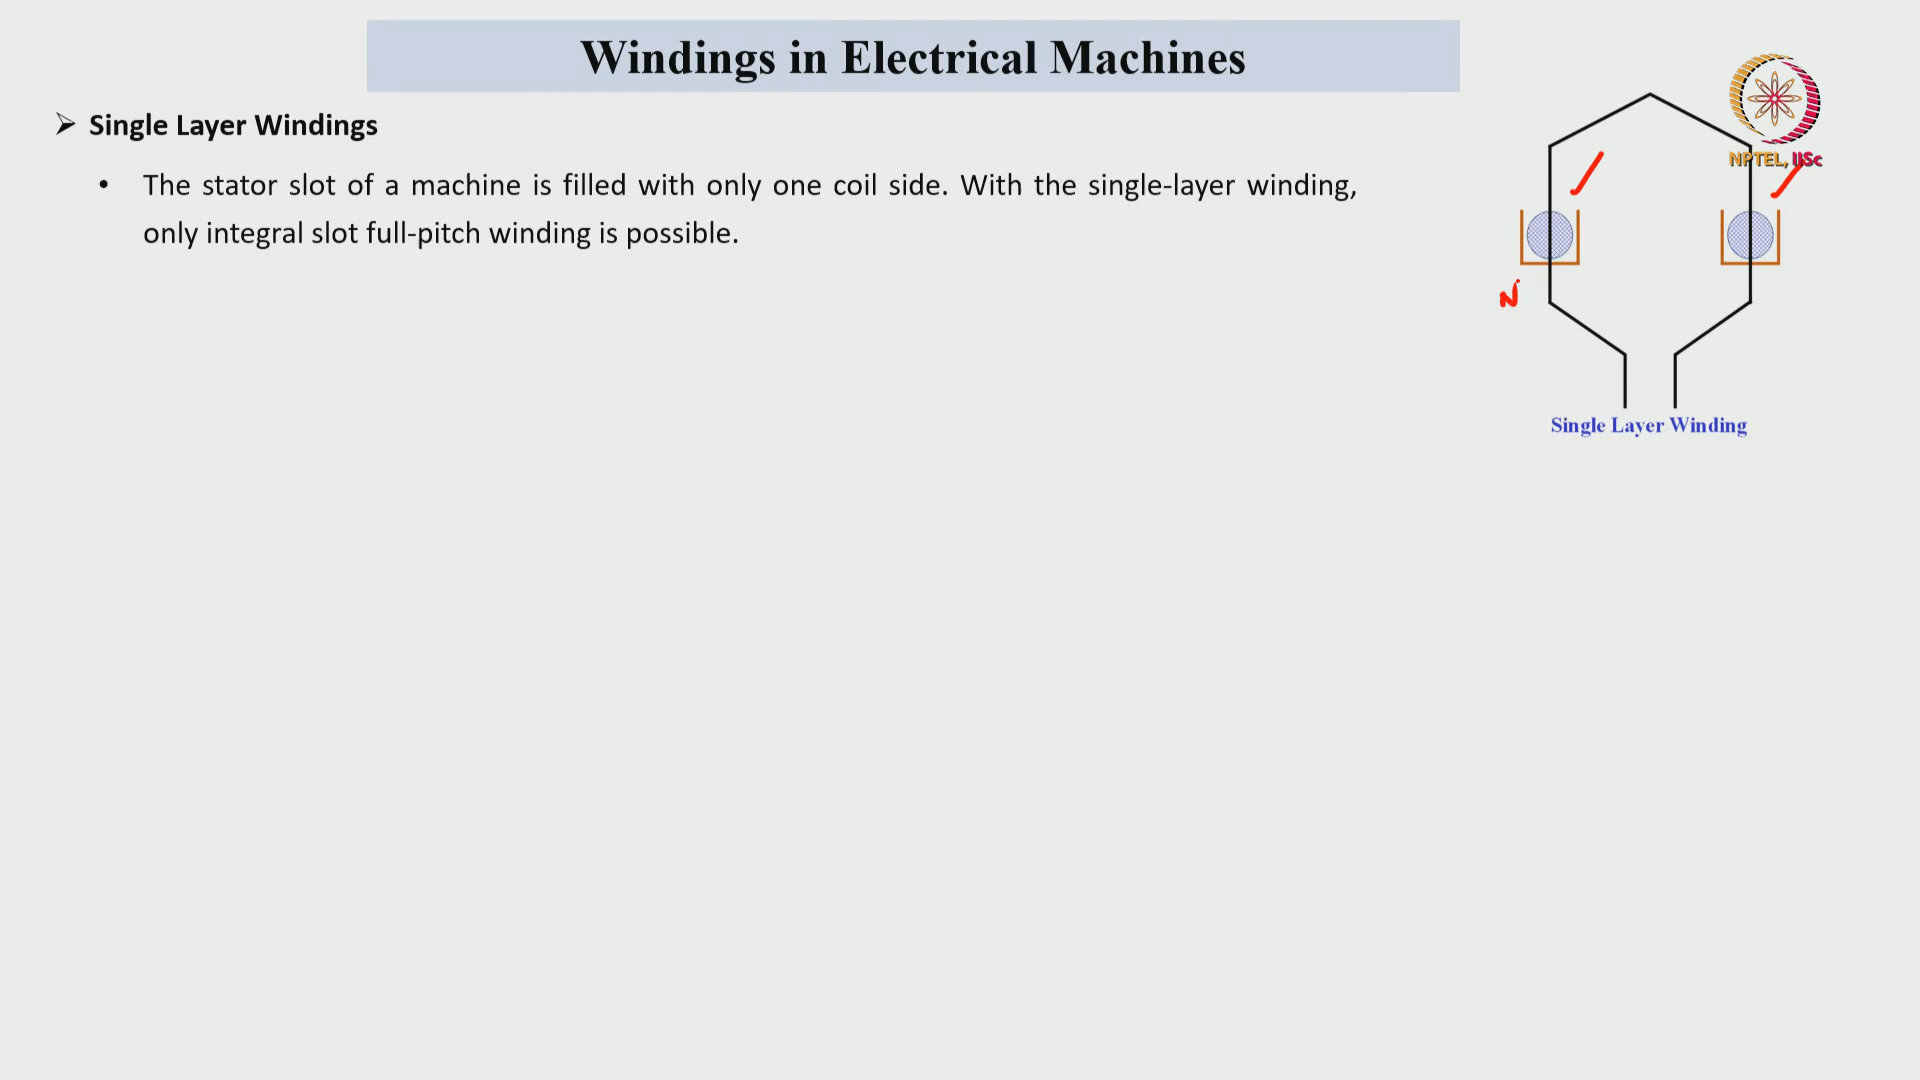 Windings in Electrical Machines
➢ Single Layer Windings
• The stator slot of a machine is filled with only one coil side. With the single-layer winding,
only integral slot full-pitch winding is possible.
NPTEL, IISc
N
Single Layer Winding